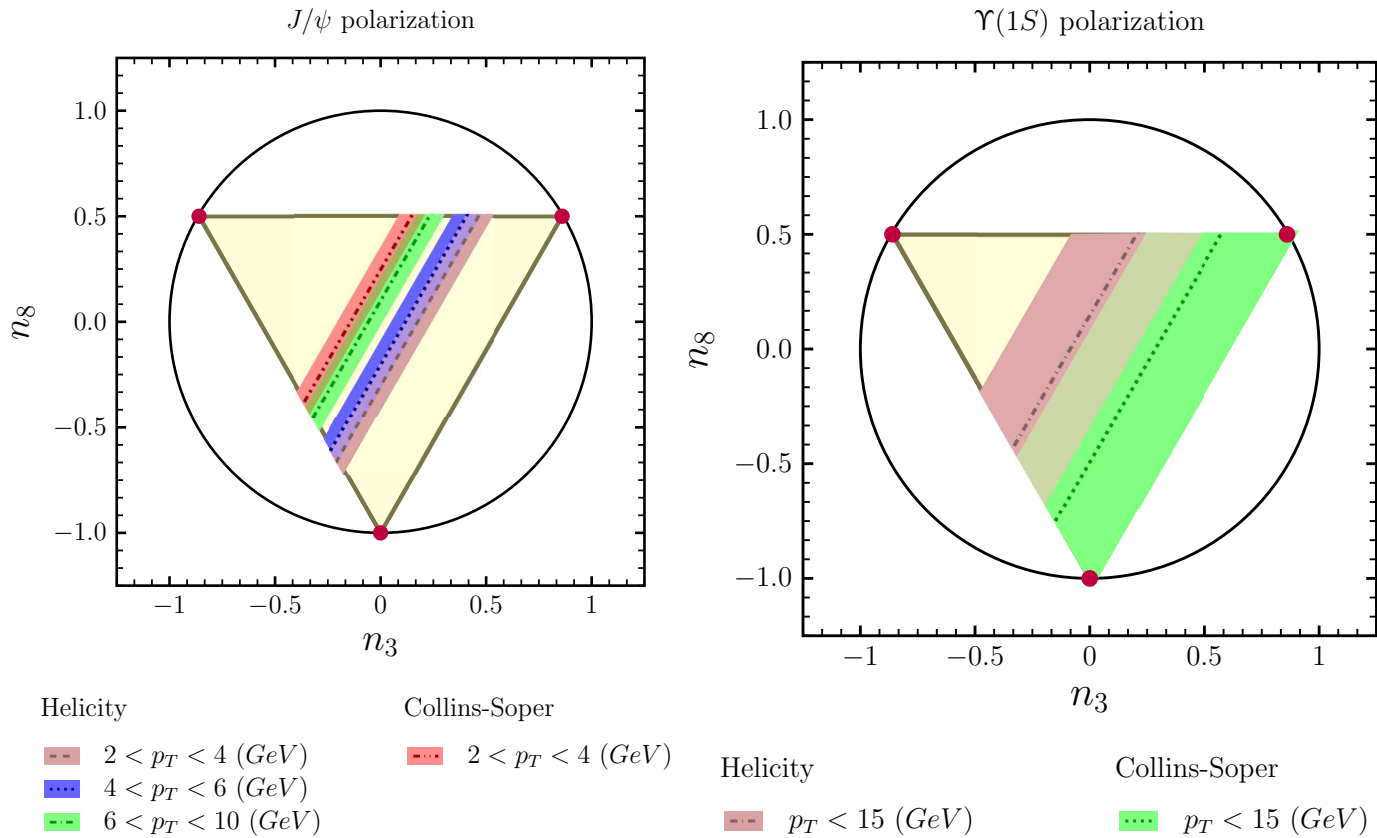 J/ψ polarization
1.0
0.5
0.0
−0.5
−1.0
n8
−1
−0.5
0
0.5
1
n3
Helicity
2 < pT < 4 (GeV)
4 < pT < 6 (GeV)
6 < pT < 10 (GeV)
Collins-Soper
2 < pT < 4 (GeV)
ϒ(1S) polarization
1.0
0.5
0.0
−0.5
−1.0
n8
−1
−0.5
0
0.5
1
n3
Helicity
pT < 15 (GeV)
Collins-Soper
pT < 15 (GeV)